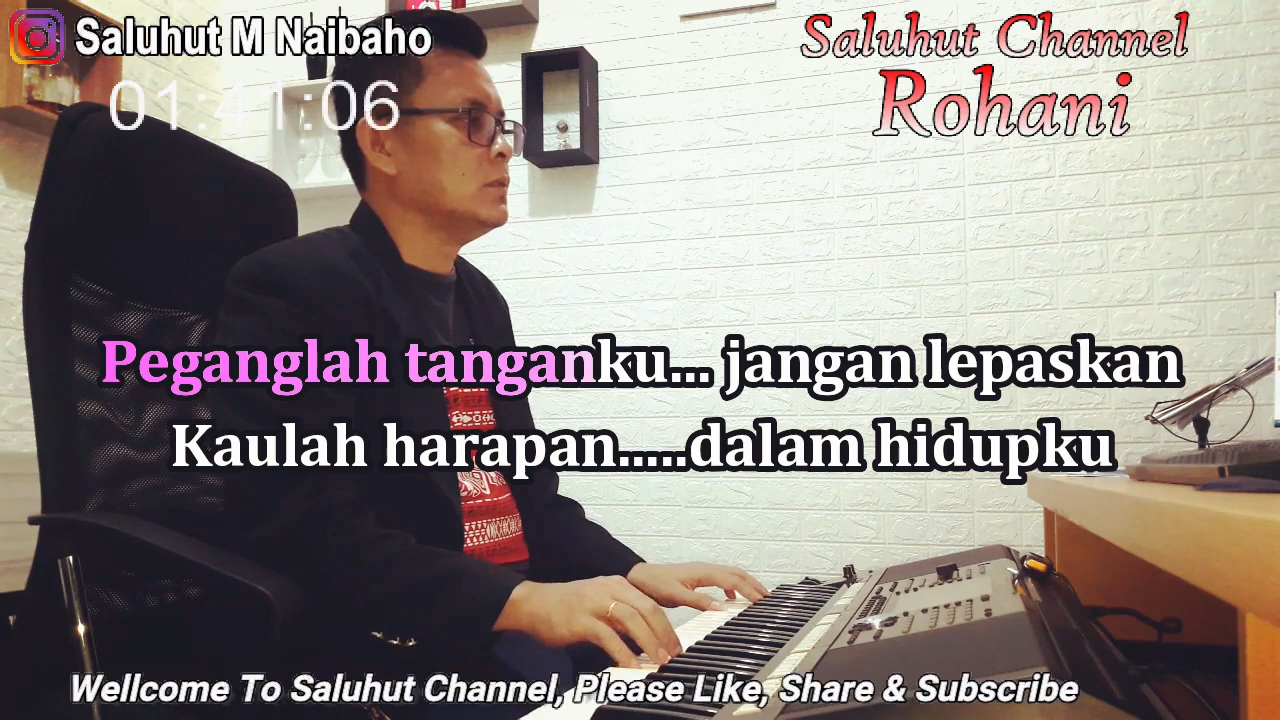 Saluhut M Naibaho
01:41:06
Saluhut Channel
Rohani
Peganglah tanganku... jangan lepaskan
Kaulah harapan.....dalam hidupku
Wellcome To Saluhut Channel, Please Like, Share & Subscribe